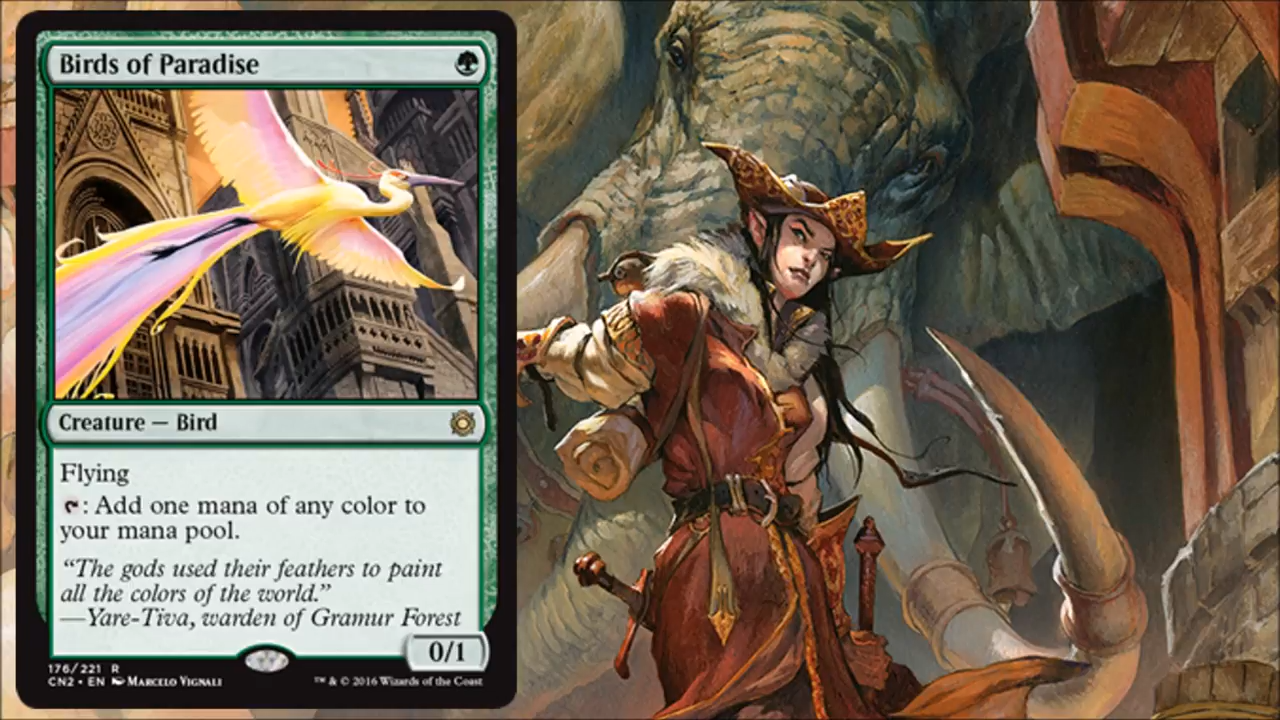 Birds of Paradise
Creature — Bird
Flying
: Add one mana of any color to
your mana pool.
“The gods used their feathers to paint
all the colors of the world.”
—Yare-Tiva, warden of Gramur Forest
0/1
176/221 R
CN2 • EN Marcelo Vignali
™ & © 2016 Wizards of the Coast